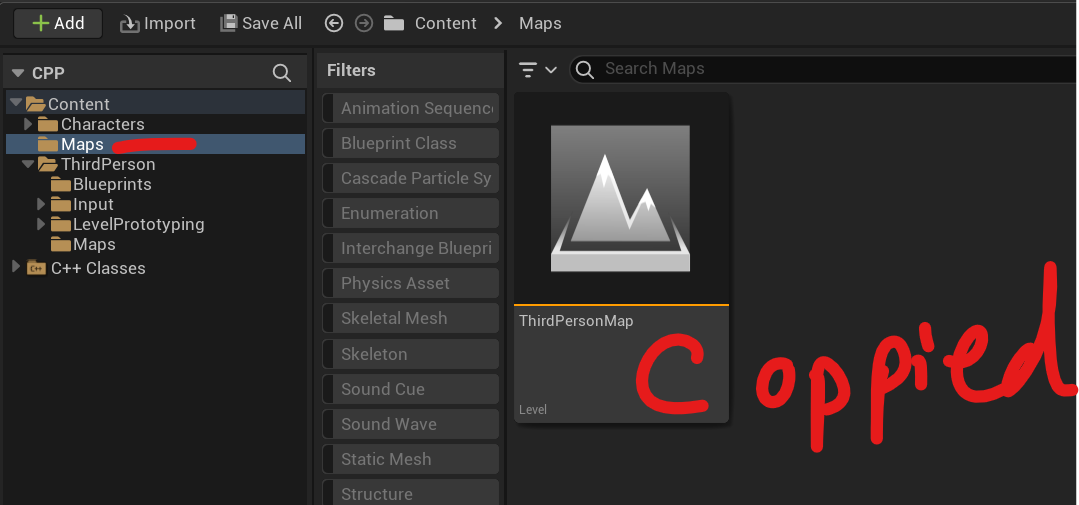 Add Import Save All Content Maps
CPP
Content
Characters
Maps
ThirdPerson
Blueprints
Input
LevelPrototyping
Maps
C++ C++ Classes
Filters
Animation Sequenc
Blueprint Class
Cascade Particle Sy
Enumeration
Interchange Bluepri
Physics Asset
Skeletal Mesh
Skeleton
Sound Cue
Sound Wave
Static Mesh
Structure
Search Maps
ThirdPersonMap
Level
Coppied